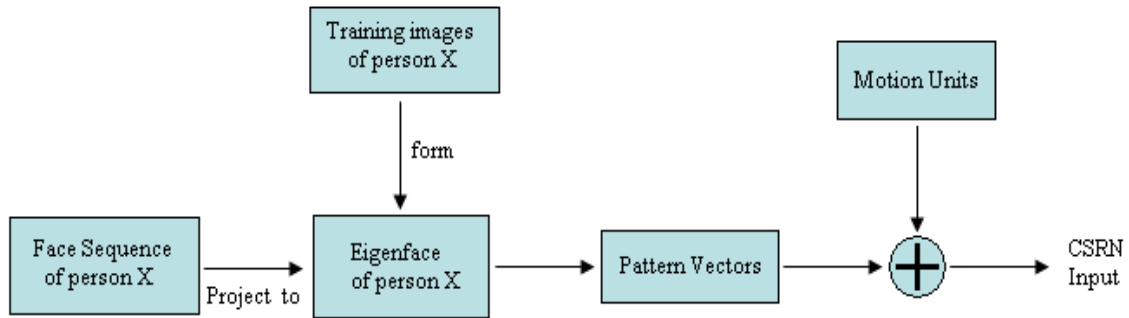 Training images
of person X
Motion Units
form
Face Sequence
of person X
Project to
Eigenface
of person X
Pattern Vectors
CSRN
Input